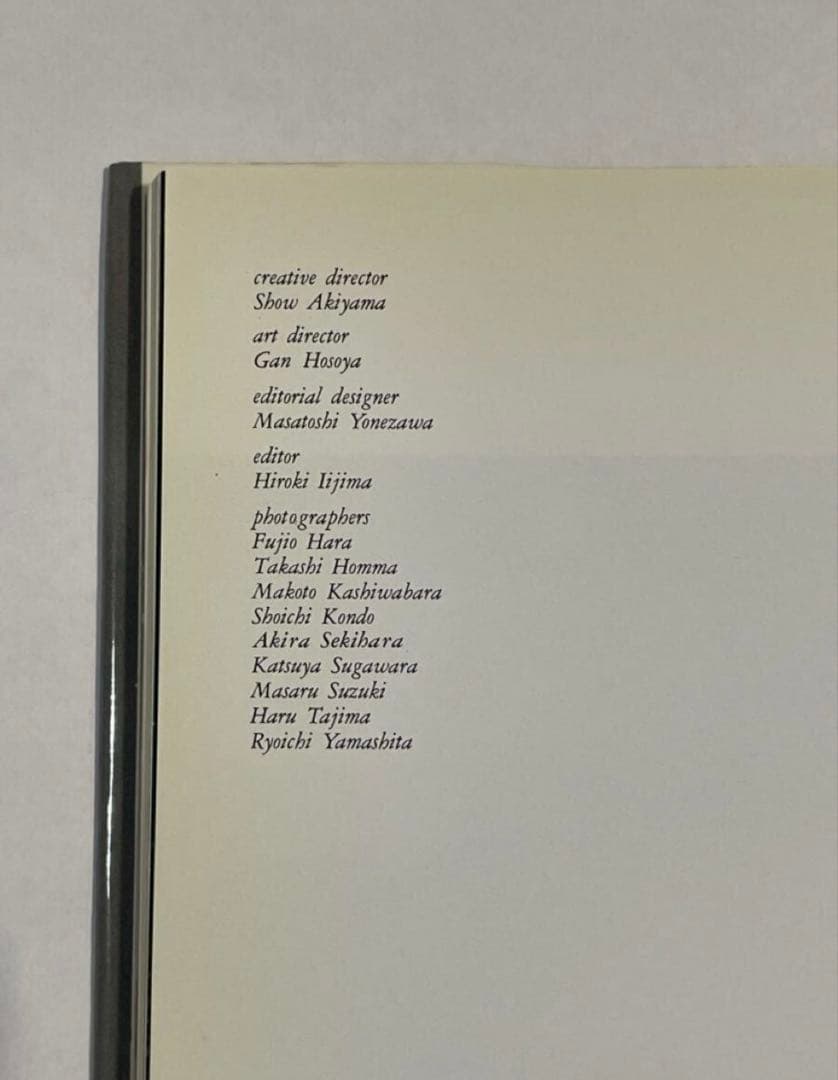 creative director
Show Akiyama
art director
Gan Hosoya
editorial designer
Masatoshi Yonezawa
editor
Hiroki Iijima
photographers
Fujio Hara
Takashi Homma
Makoto Kashiwabara
Shoichi Kondo
Akira Sekihara
Katsuya Sugawara
Masaru Suzuki
Haru Tajima
Ryoichi Yamashita